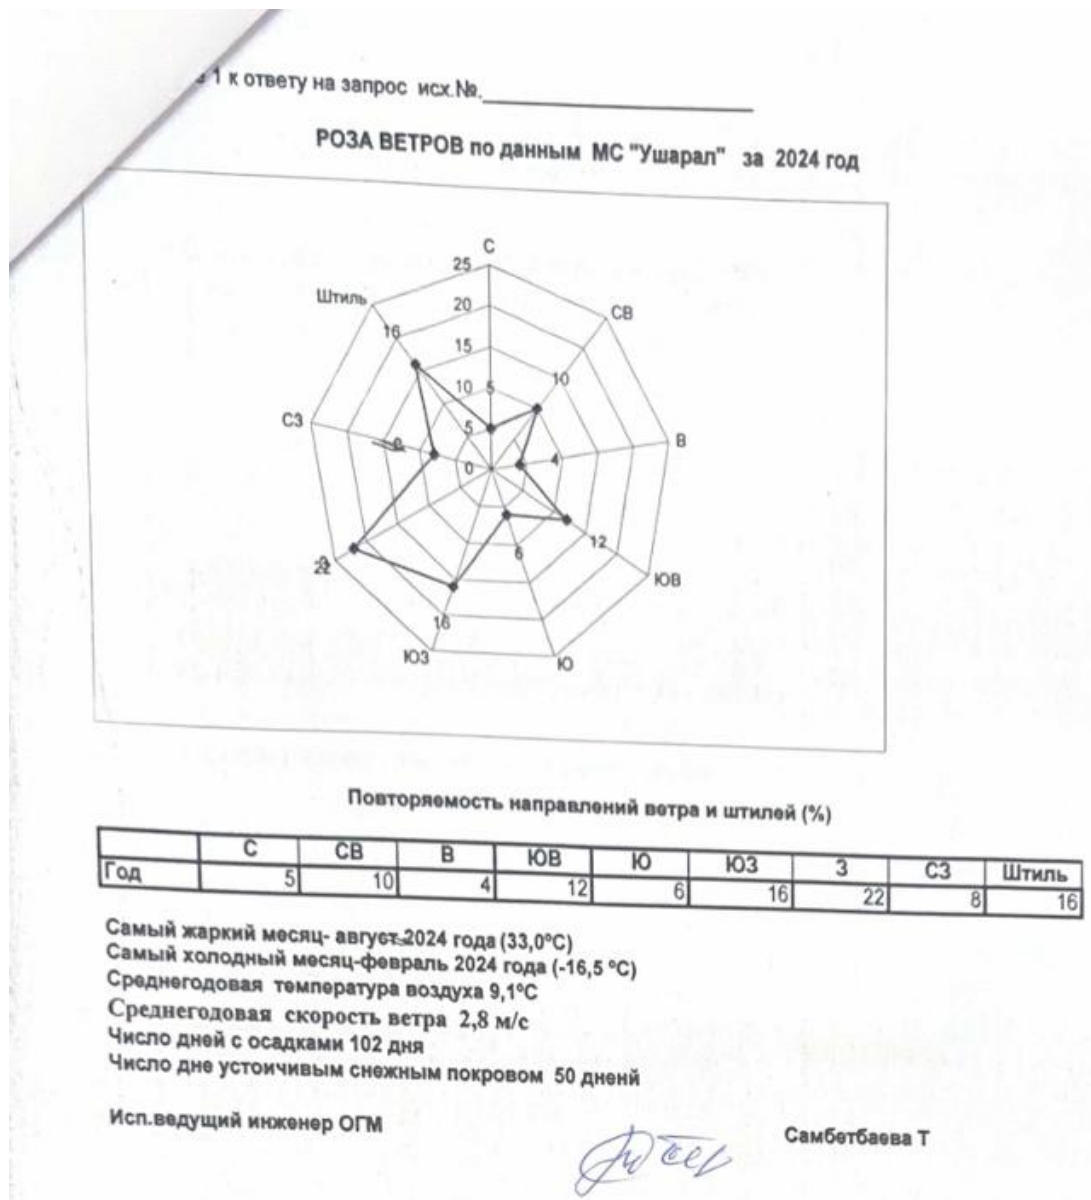 1 к ответу на запрос исх.№.
РОЗА ВЕТРОВ по данным МС "Ушарал" за 2024 год
С
25
СВ
Штиль
20
16
15
10
10
5
СЗ
5
В
4
8
0
12
6
22
ЮВ
16
ЮЗ
Ю
Повторяемость направлений ветра и штилей (%)
С СВ В ЮВ Ю ЮЗ З СЗ Штиль
Год 5 10 4 12 6 16 22 8 16
Самый жаркий месяц- август 2024 года (33,0°С)
Самый холодный месяц-февраль 2024 года (-16,5 °С)
Среднегодовая температура воздуха 9,1°С
Среднегодовая скорость ветра 2,8 м/с
Число дней с осадками 102 дня
Число дне устоичивым снежным покровом 50 дненй
Исп.ведущий инженер ОГМ
Самбетбаева Т